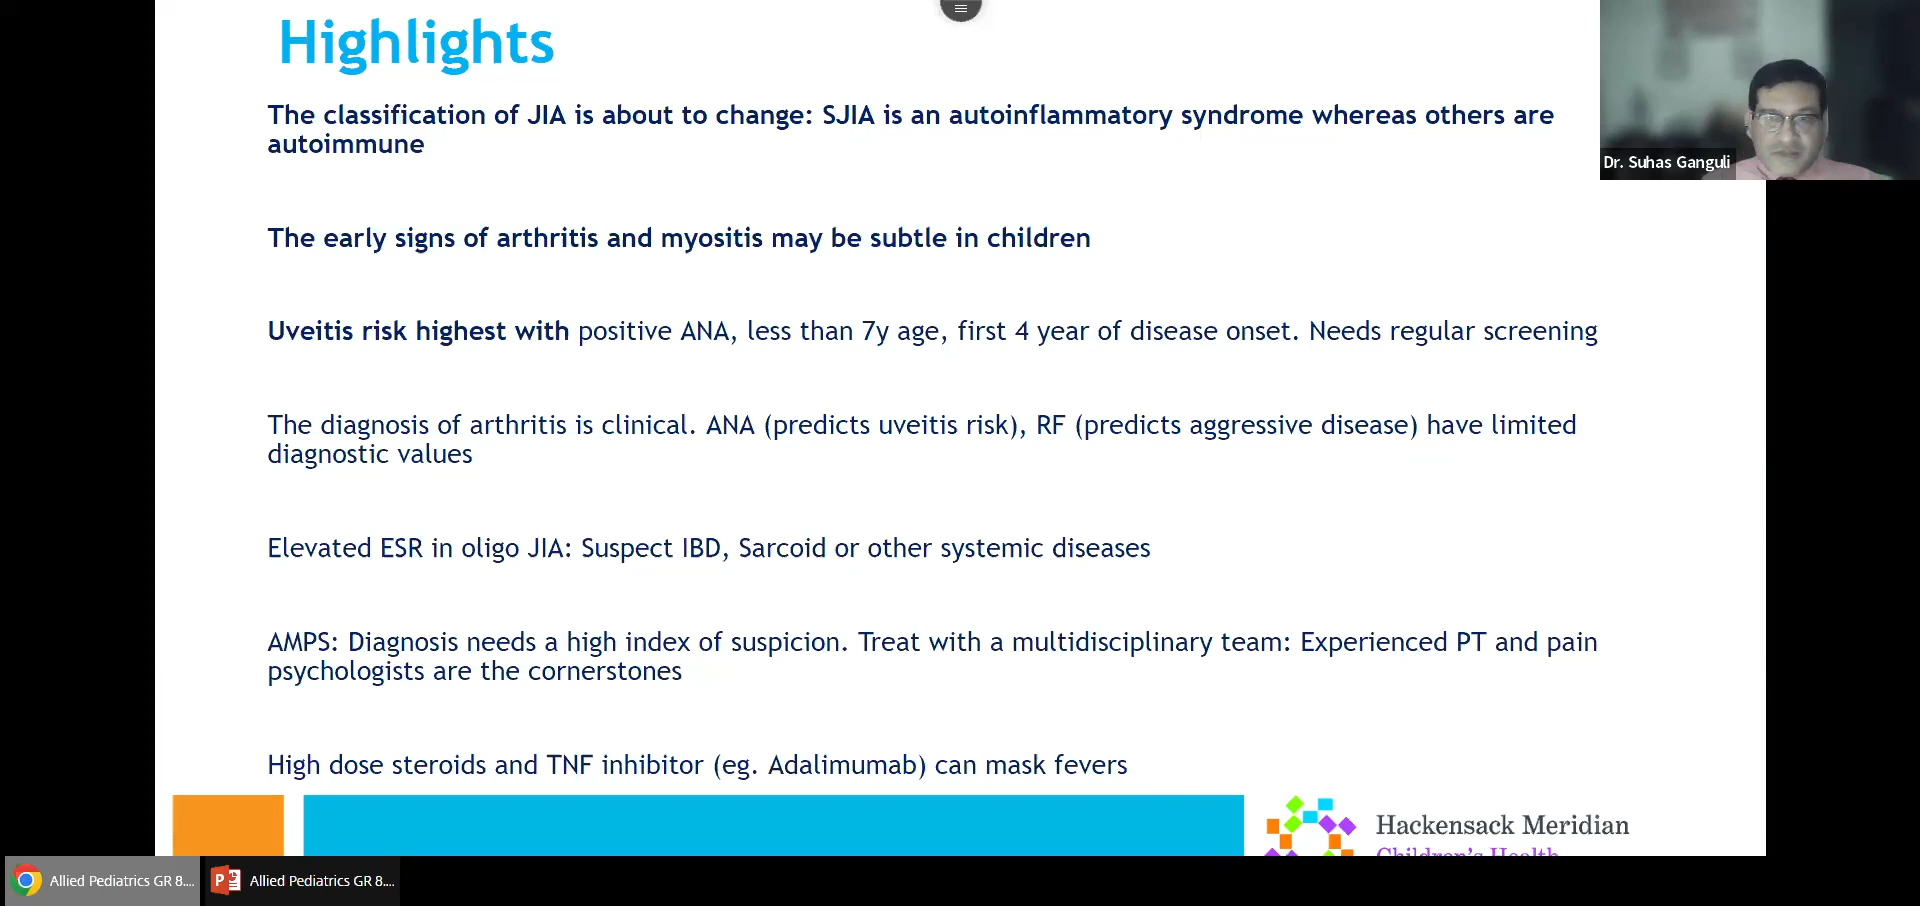 Highlights
The classification of JIA is about to change: SJIA is an autoinflammatory syndrome whereas others are
autoimmune
The early signs of arthritis and myositis may be subtle in children
Uveitis risk highest with positive ANA, less than 7y age, first 4 year of disease onset. Needs regular screening
The diagnosis of arthritis is clinical. ANA (predicts uveitis risk), RF (predicts aggressive disease) have limited
diagnostic values
Elevated ESR in oligo JIA: Suspect IBD, Sarcoid or other systemic diseases
AMPS: Diagnosis needs a high index of suspicion. Treat with a multidisciplinary team: Experienced PT and pain
psychologists are the cornerstones
High dose steroids and TNF inhibitor (eg. Adalimumab) can mask fevers
Dr. Suhas Ganguli
Hackensack Meridian
Children's Health
Allied Pediatrics GR 8....
Allied Pediatrics GR 8....